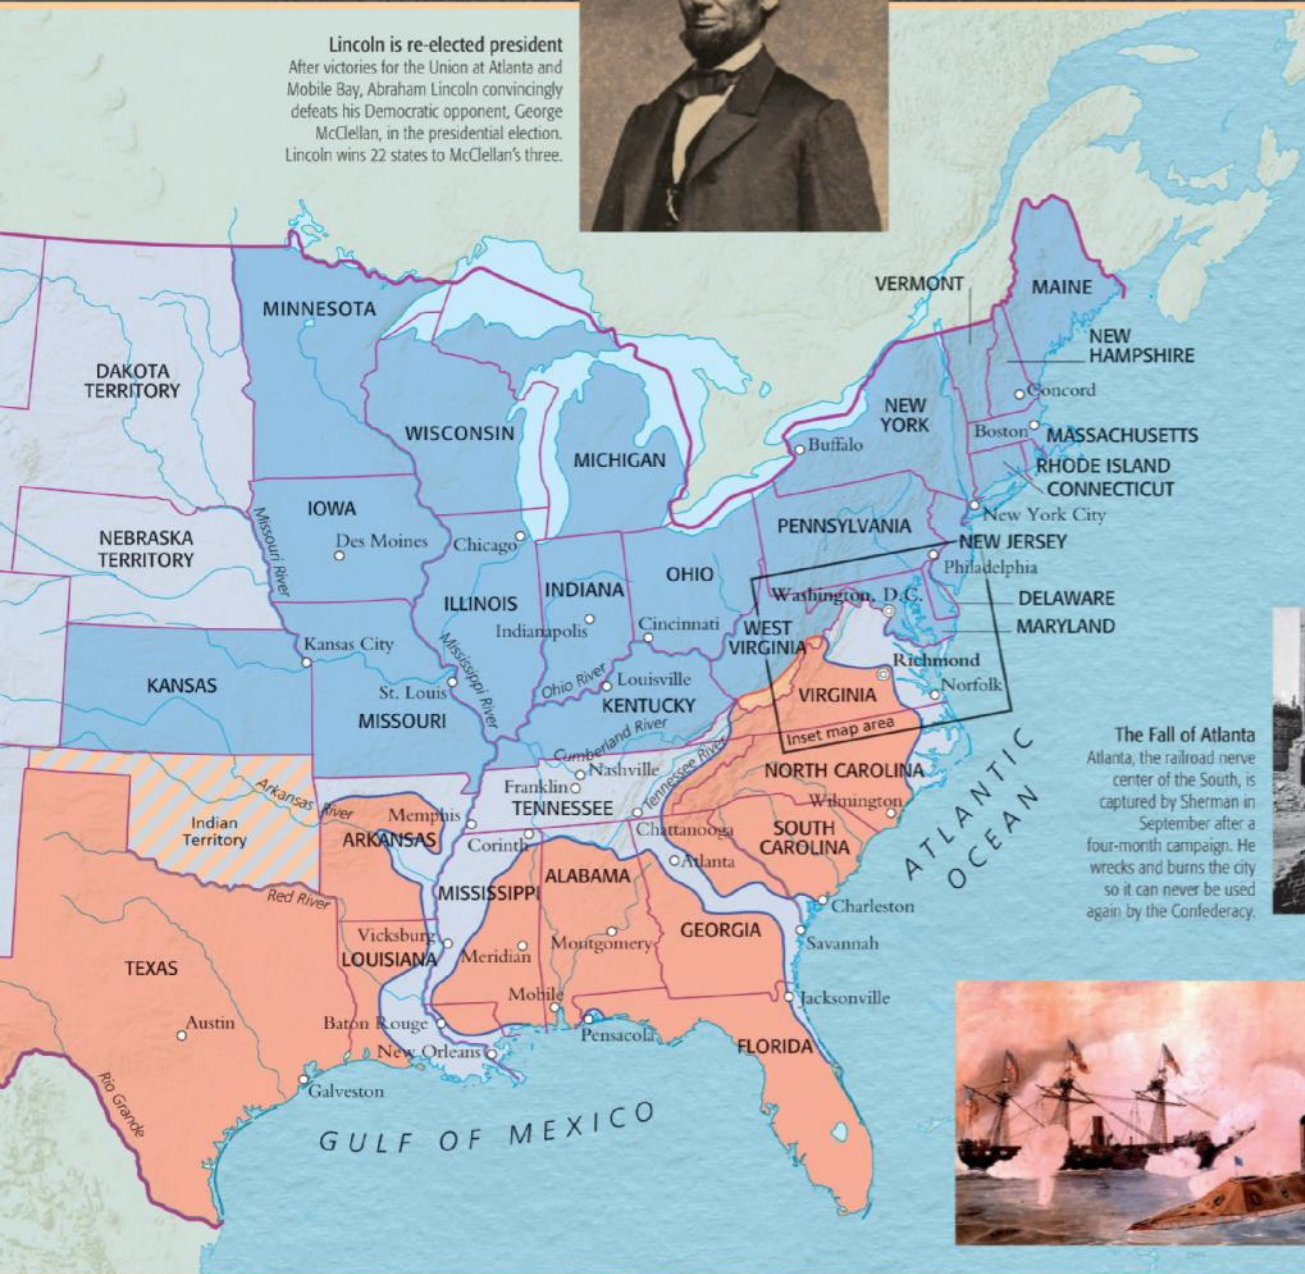 Lincoln is re-elected president
After victories for the Union at Atlanta and
Mobile Bay, Abraham Lincoln convincingly
defeats his Democratic opponent, George
McClellan, in the presidential election.
Lincoln wins 22 states to McClellan's three.
VERMONT
MAINE
MINNESOTA
NEW
HAMPSHIRE
DAKOTA
TERRITORY
Concord
NEW
YORK
WISCONSIN
Boston
MASSACHUSETTS
Buffalo
MICHIGAN
RHODE ISLAND
CONNECTICUT
IOWA
New York City
PENNSYLVANIA
Missouri River
NEBRASKA
TERRITORY
Des Moines
Chicago
NEW JERSEY
Philadelphia
OHIO
INDIANA
Washington, D.C.
DELAWARE
ILLINOIS
MARYLAND
Indianapolis
Cincinnati
WEST
VIRGINIA
Kansas City
Mississippi River
Richmond
KANSAS
St. Louis
Ohio River
Louisville
VIRGINIA
Norfolk
MISSOURI
KENTUCKY
Inset map area
Cumberland River
The Fall of Atlanta
Atlanta, the railroad nerve
center of the South, is
captured by Sherman in
September after a
four-month campaign. He
wrecks and burns the city
so it can never be used
again by the Confederacy.
Nashville
Tennessee River
NORTH CAROLINA
Arkansas River
Franklin
TENNESSEE
Wilmington
ATLANTIC
OCEAN
Indian
Territory
Memphis
ARKANSAS
Corinth
Chattanooga
SOUTH
CAROLINA
Atlanta
ALABAMA
MISSISSIPPI
Red River
Charleston
Vicksburg
LOUISIANA
Meridian
Montgomery
GEORGIA
Savannah
TEXAS
Mobile
Jacksonville
Austin
Baton Rouge
Pensacola
New Orleans
FLORIDA
Rio Grande
Galveston
GULF OF MEXICO